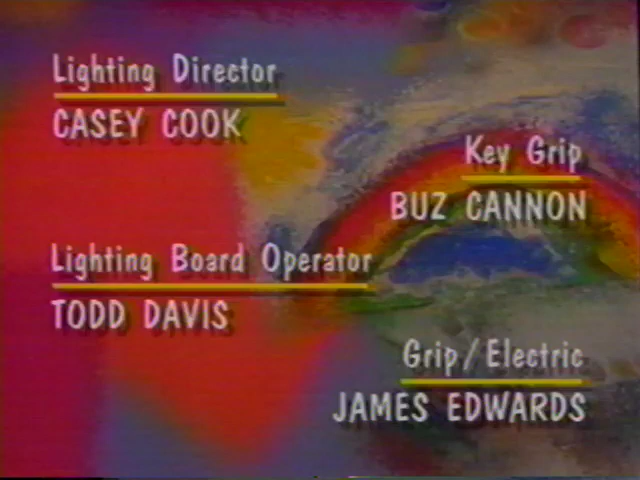 Lighting Director
CASEY COOK
Key Grip
BUZ CANNON
Lighting Board Operator
TODD DAVIS
Grip/Electric
JAMES EDWARDS